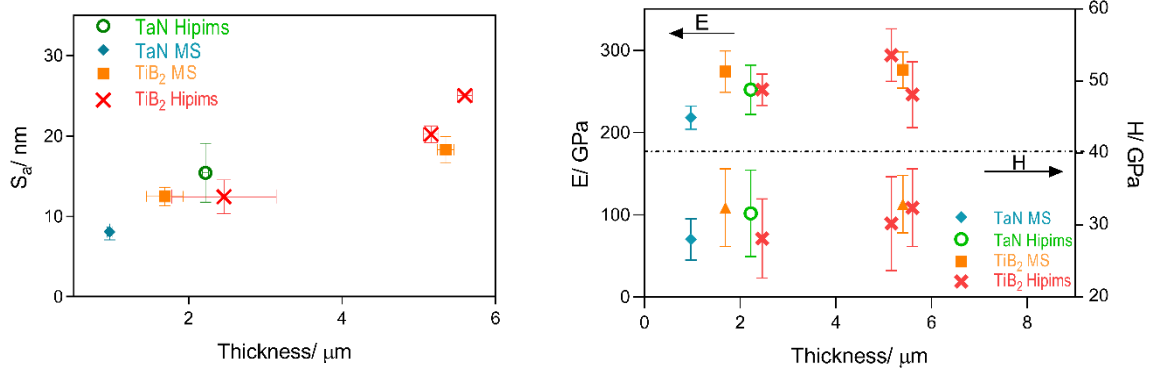 TaN Hipims
TaN MS
TiB₂ MS
TiB₂ Hipims
30
20
10
0
2
4
6
Sₐ/ nm
Thickness/ μm
E
300
200
100
0
E/ GPa
60
50
40
30
20
H/ GPa
H
TaN MS
TaN Hipims
TiB₂ MS
TiB₂ Hipims
0
2
4
6
8
Thickness/ μm